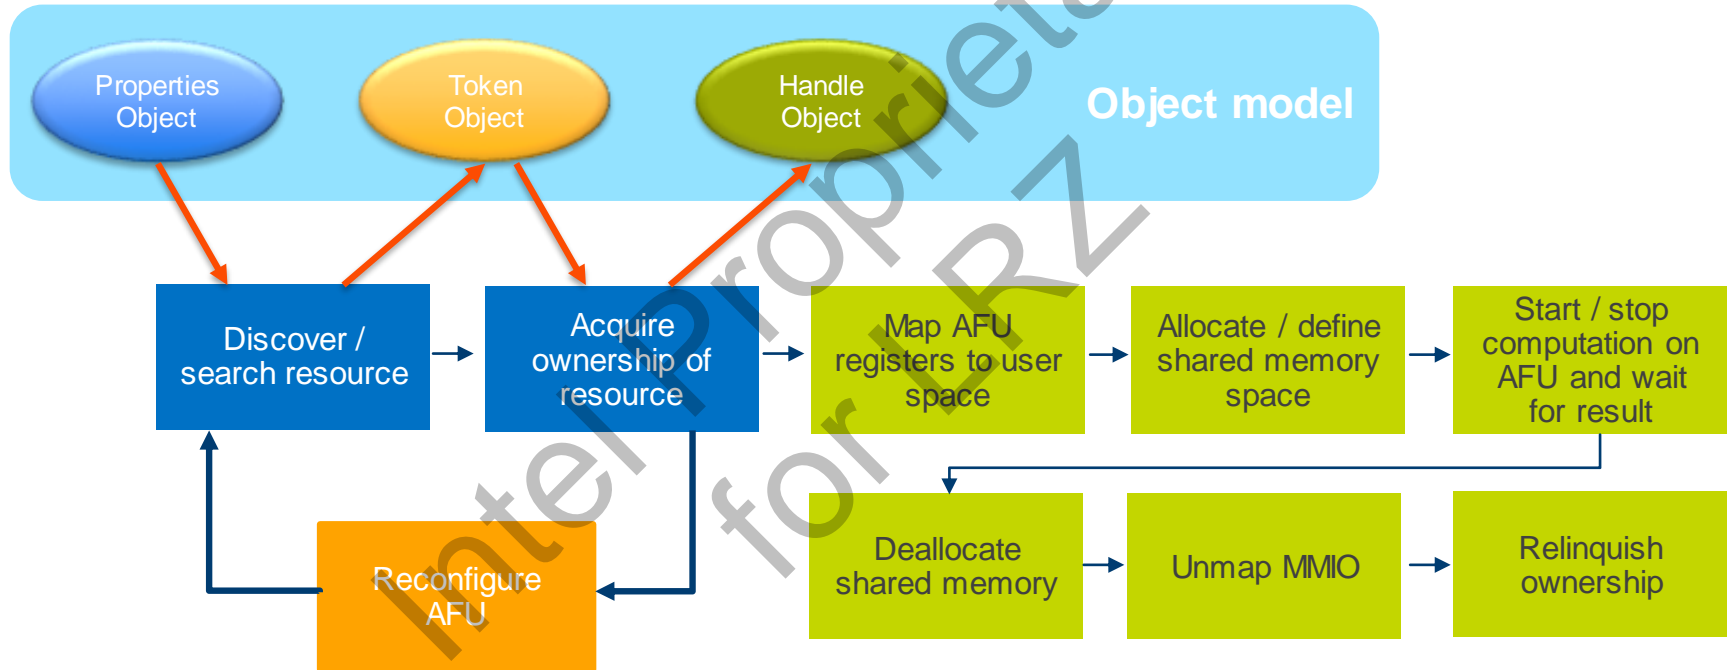 Properties
Object
Token
Object
Handle
Object
Object model
Discover /
search resource
Acquire
ownership of
resource
Map AFU
registers to user
space
Allocate / define
shared memory
space
Start / stop
computation on
AFU and wait
for result
Reconfigure
AFU
Deallocate
shared memory
Unmap MMIO
Relinquish
ownership
Intel Proprieta
for LRZ